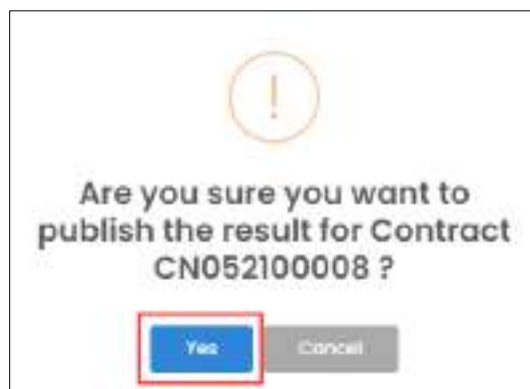 !
Are you sure you want to
publish the result for Contract
CN052100008 ?
Yes Cancel